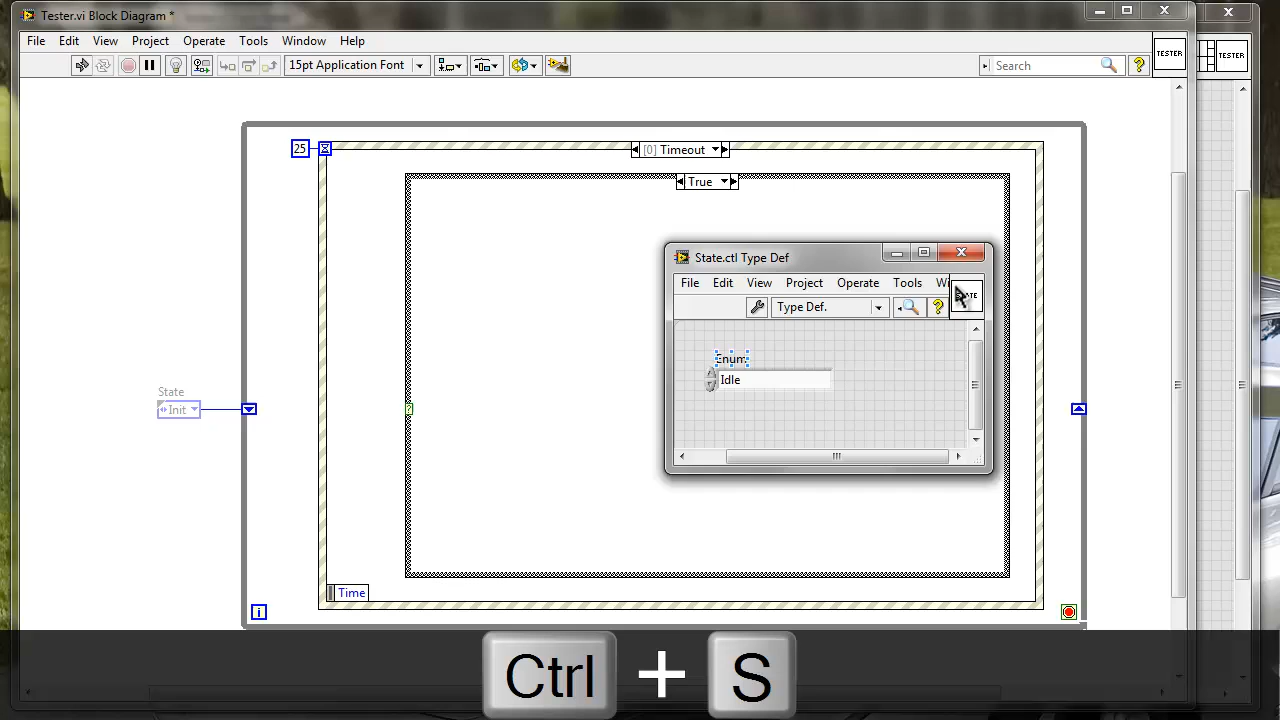 Tester.vi Block Diagram *
File Edit View Project Operate Tools Window Help
15pt Application Font
Search
?
TESTER
TESTER
25
[0] Timeout
True
State.ctl Type Def
File Edit View Project Operate Tools Wi
Type Def.
?
Enum
Idle
State
Init
?
Time
i
Ctrl + S